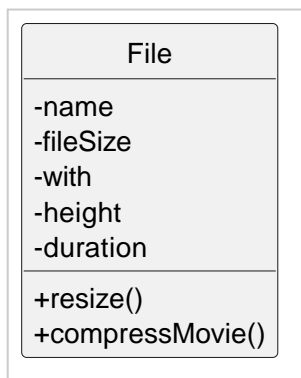 File
-name
-fileSize
-with
-height
-duration
+resize()
+compressMovie()